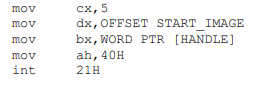 mov cx,5
mov dx,OFFSET START_IMAGE
mov bx,WORD PTR [HANDLE]
mov ah,40H
int 21H